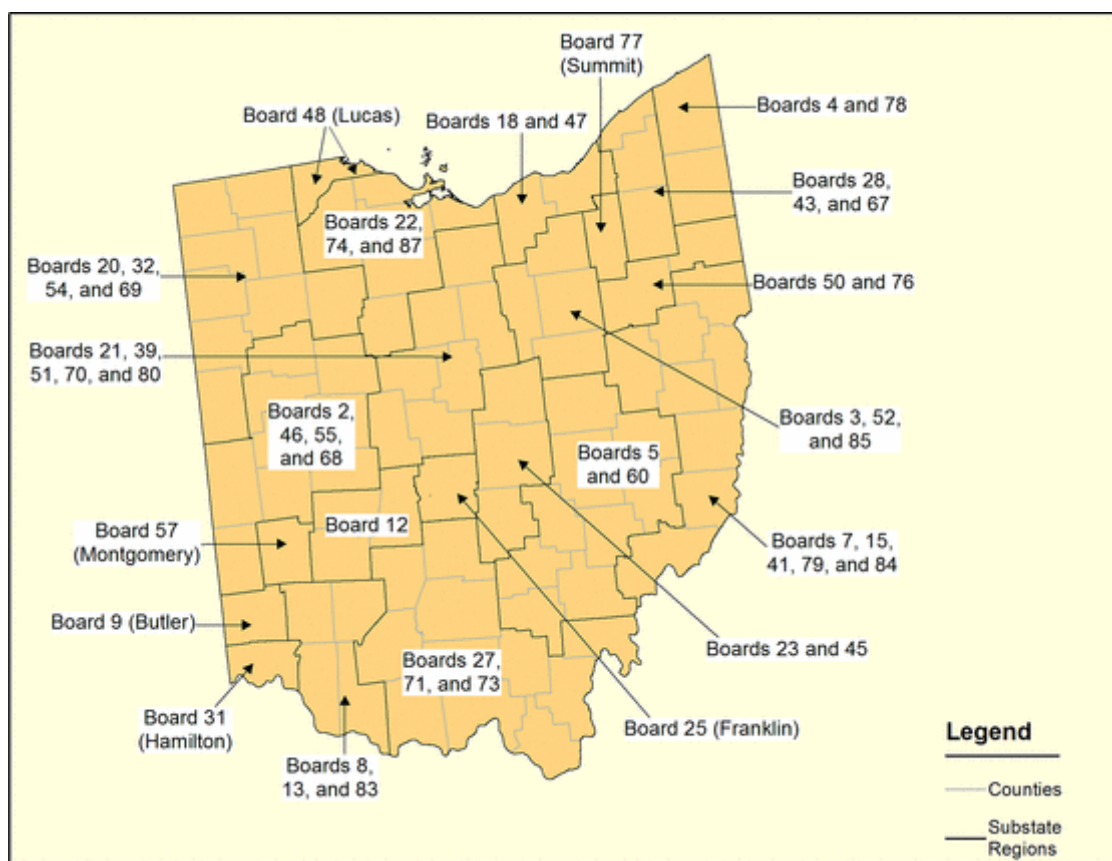 Board 77
(Summit)
Boards 4 and 78
Board 48 (Lucas)
Boards 18 and 47
Boards 28,
43, and 67
Boards 22,
74, and 87
Boards 20, 32,
54, and 69
Boards 50 and 76
Boards 21, 39,
51, 70, and 80
Boards 2,
46, 55,
and 68
Boards 3, 52,
and 85
Boards 5
and 60
Board 12
Board 57
(Montgomery)
Boards 7, 15,
41, 79, and 84
Board 9 (Butler)
Boards 23 and 45
Boards 27,
71, and 73
Board 31
(Hamilton)
Board 25 (Franklin)
Boards 8,
13, and 83
Legend
Counties
Substate
Regions